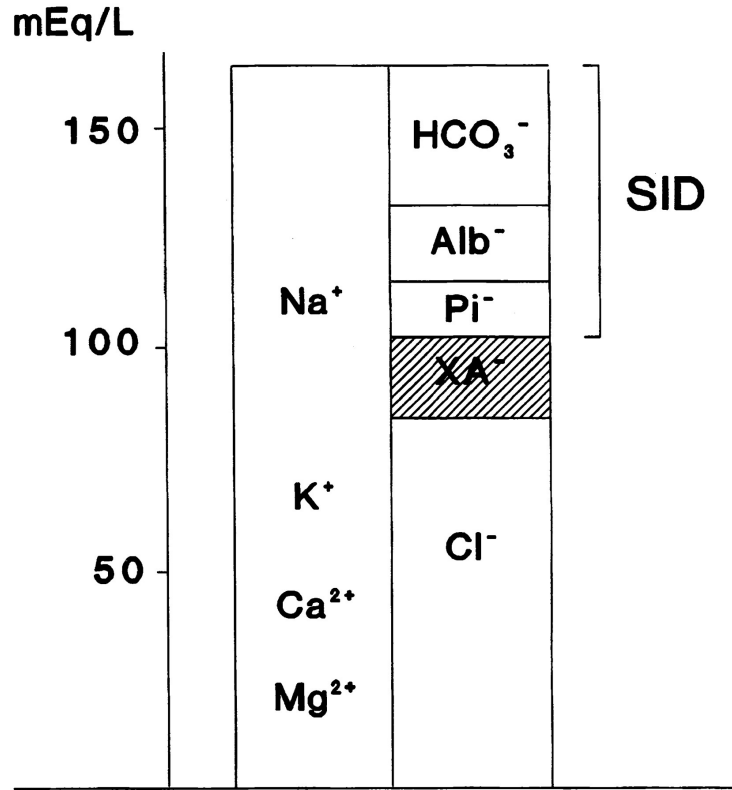 mEq/L
150
100
50
Na⁺
K⁺
Ca²⁺
Mg²⁺
HCO₃⁻
Alb⁻
Pi⁻
XA⁻
Cl⁻
SID